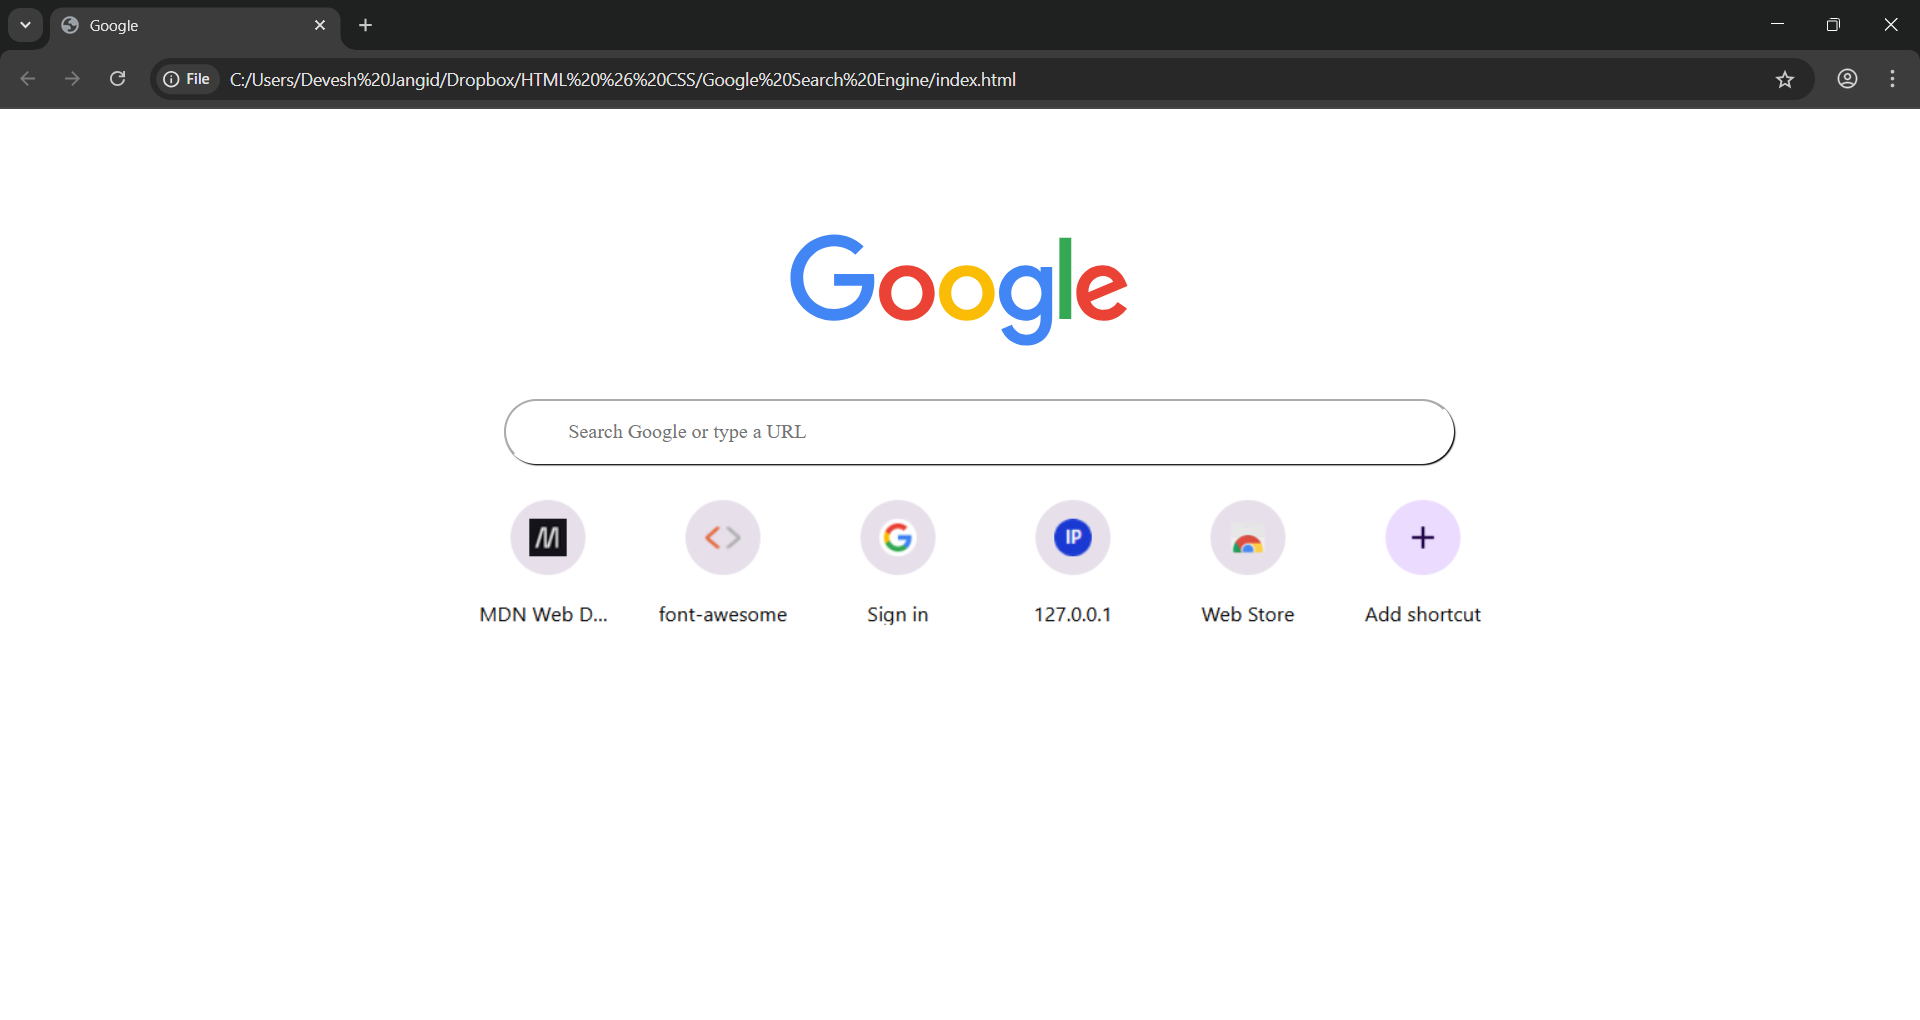 Google
File C:/Users/Devesh%20Jangid/Dropbox/HTML%20%26%20CSS/Google%20Search%20Engine/index.html
Google
Search Google or type a URL
M <> G IP +
MDN Web D... font-awesome Sign in 127.0.0.1 Web Store Add shortcut